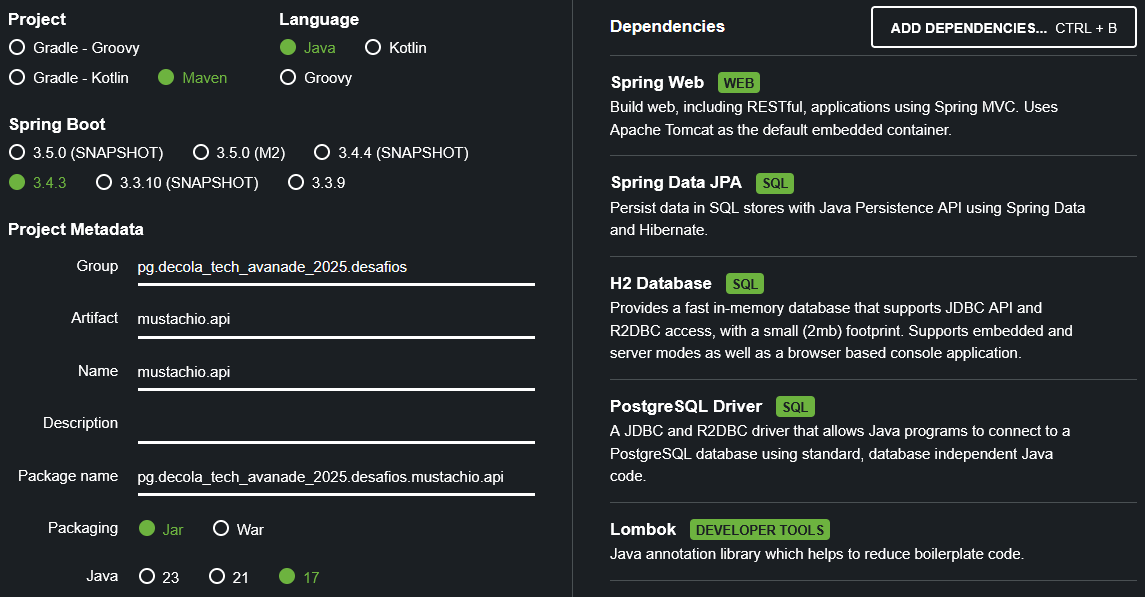 Project
Gradle - Groovy
Gradle - Kotlin Maven
Language
Java Kotlin
Groovy
Spring Boot
3.5.0 (SNAPSHOT) 3.5.0 (M2) 3.4.4 (SNAPSHOT)
3.4.3 3.3.10 (SNAPSHOT) 3.3.9
Project Metadata
Group pg.decola_tech_avanade_2025.desafios
Artifact mustachio.api
Name mustachio.api
Description
Package name pg.decola_tech_avanade_2025.desafios.mustachio.api
Packaging Jar War
Java 23 21 17
Dependencies ADD DEPENDENCIES... CTRL + B
Spring Web WEB
Build web, including RESTful, applications using Spring MVC. Uses
Apache Tomcat as the default embedded container.
Spring Data JPA SQL
Persist data in SQL stores with Java Persistence API using Spring Data
and Hibernate.
H2 Database SQL
Provides a fast in-memory database that supports JDBC API and
R2DBC access, with a small (2mb) footprint. Supports embedded and
server modes as well as a browser based console application.
PostgreSQL Driver SQL
A JDBC and R2DBC driver that allows Java programs to connect to a
PostgreSQL database using standard, database independent Java
code.
Lombok DEVELOPER TOOLS
Java annotation library which helps to reduce boilerplate code.